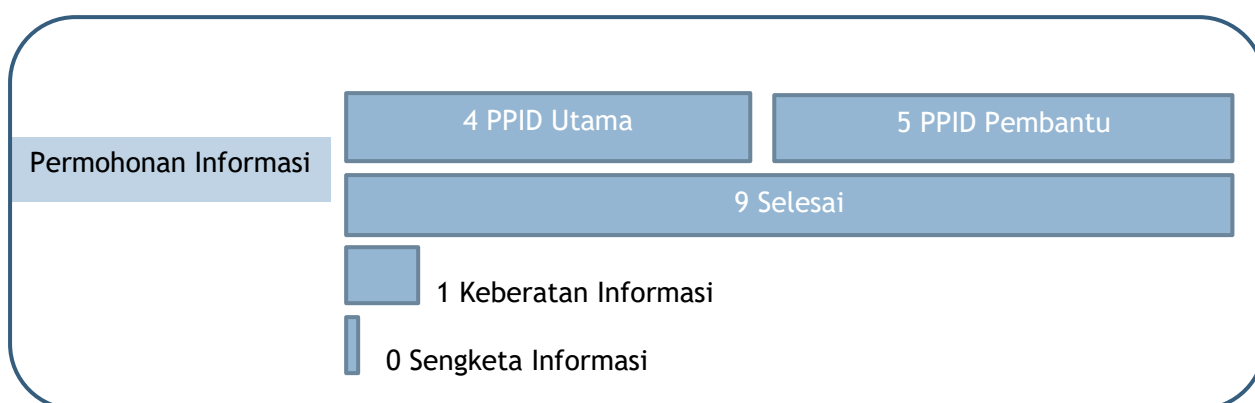 Permohonan Informasi
4 PPID Utama
5 PPID Pembantu
9 Selesai
1 Keberatan Informasi
0 Sengketa Informasi